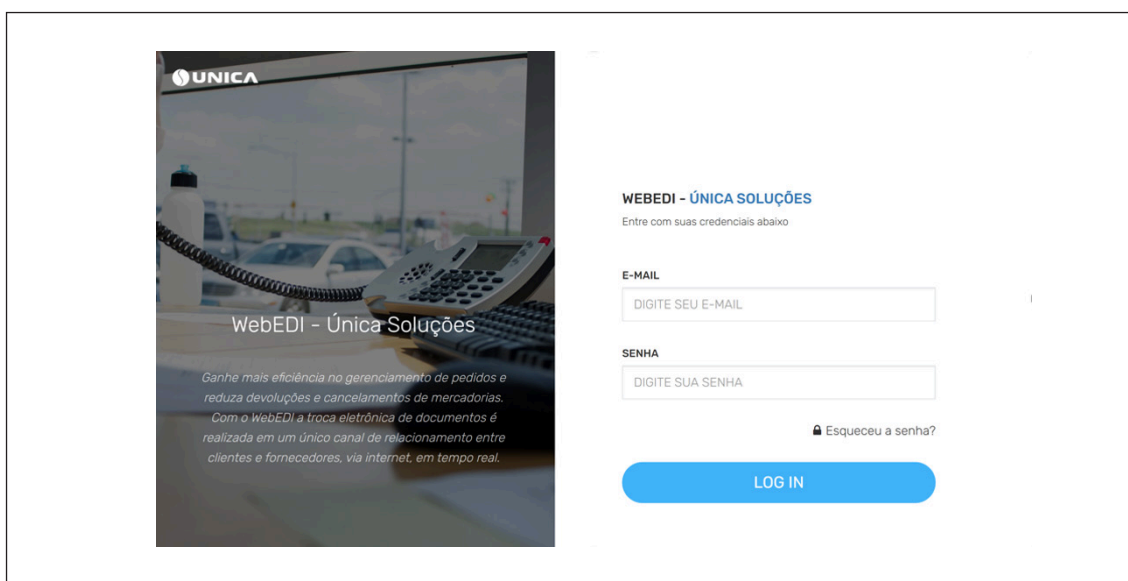 UNICA
WebEDI - Única Soluções
Ganhe mais eficiência no gerenciamento de pedidos e
reduza devoluções e cancelamentos de mercadorias.
Com o WebEDI a troca eletrônica de documentos é
realizada em um único canal de relacionamento entre
clientes e fornecedores, via internet, em tempo real.
WEBEDI - ÚNICA SOLUÇÕES
Entre com suas credenciais abaixo
E-MAIL
DIGITE SEU E-MAIL
SENHA
DIGITE SUA SENHA
Esqueceu a senha?
LOG IN